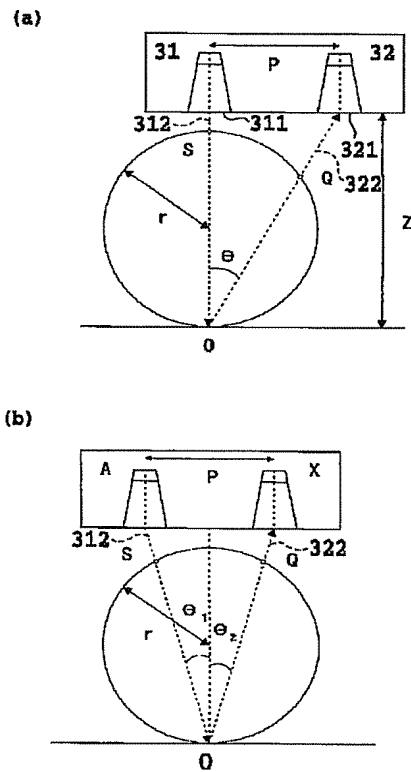 (a)
31 P 32
312 311 321
S Q 322
r θ Z
O
(b)
A P X
312 322
S Q
θ1
r θ2
O